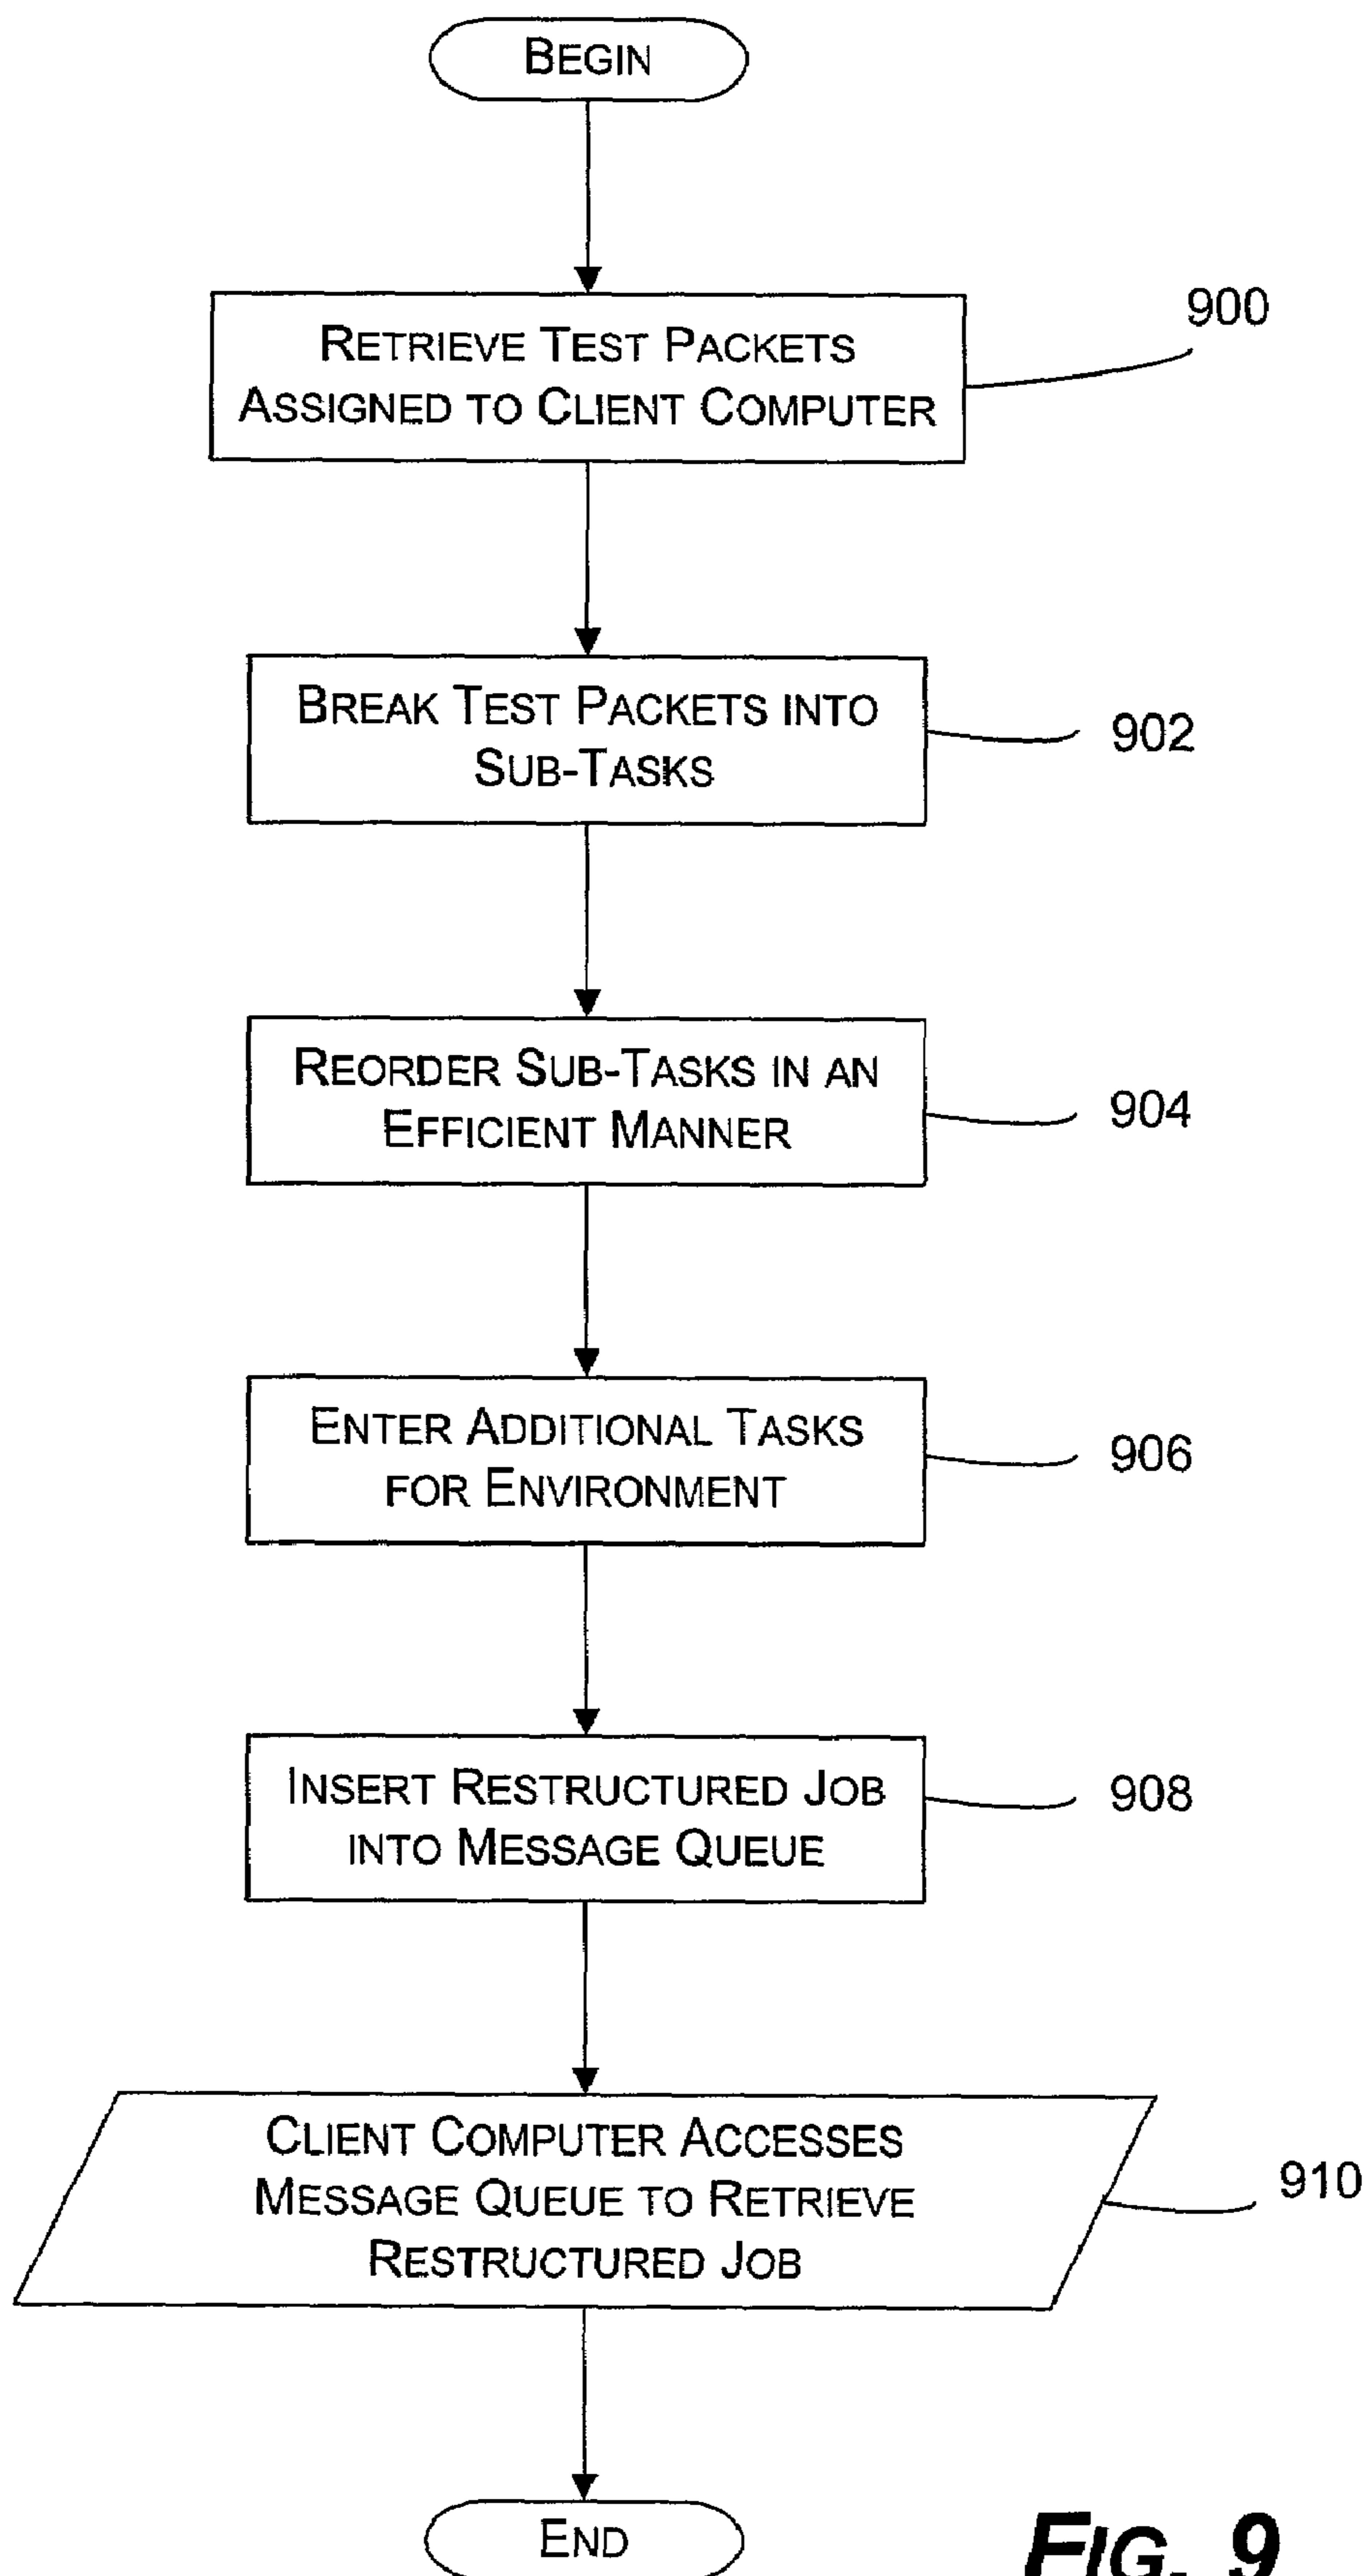 BEGIN
RETRIEVE TEST PACKETS
ASSIGNED TO CLIENT COMPUTER
900
BREAK TEST PACKETS INTO
SUB-TASKS
902
REORDER SUB-TASKS IN AN
EFFICIENT MANNER
904
ENTER ADDITIONAL TASKS
FOR ENVIRONMENT
906
INSERT RESTRUCTURED JOB
INTO MESSAGE QUEUE
908
CLIENT COMPUTER ACCESSES
MESSAGE QUEUE TO RETRIEVE
RESTRUCTURED JOB
910
END
FIG. 9